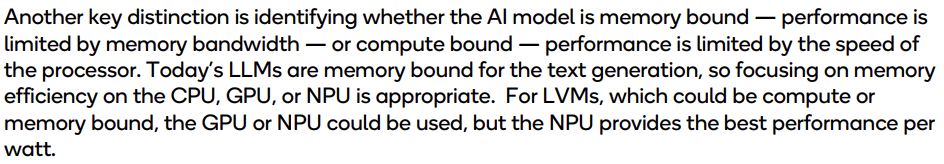 Another key distinction is identifying whether the AI model is memory bound — performance is
limited by memory bandwidth — or compute bound — performance is limited by the speed of
the processor. Today's LLMs are memory bound for the text generation, so focusing on memory
efficiency on the CPU, GPU, or NPU is appropriate.  For LVMs, which could be compute or
memory bound, the GPU or NPU could be used, but the NPU provides the best performance per
watt.